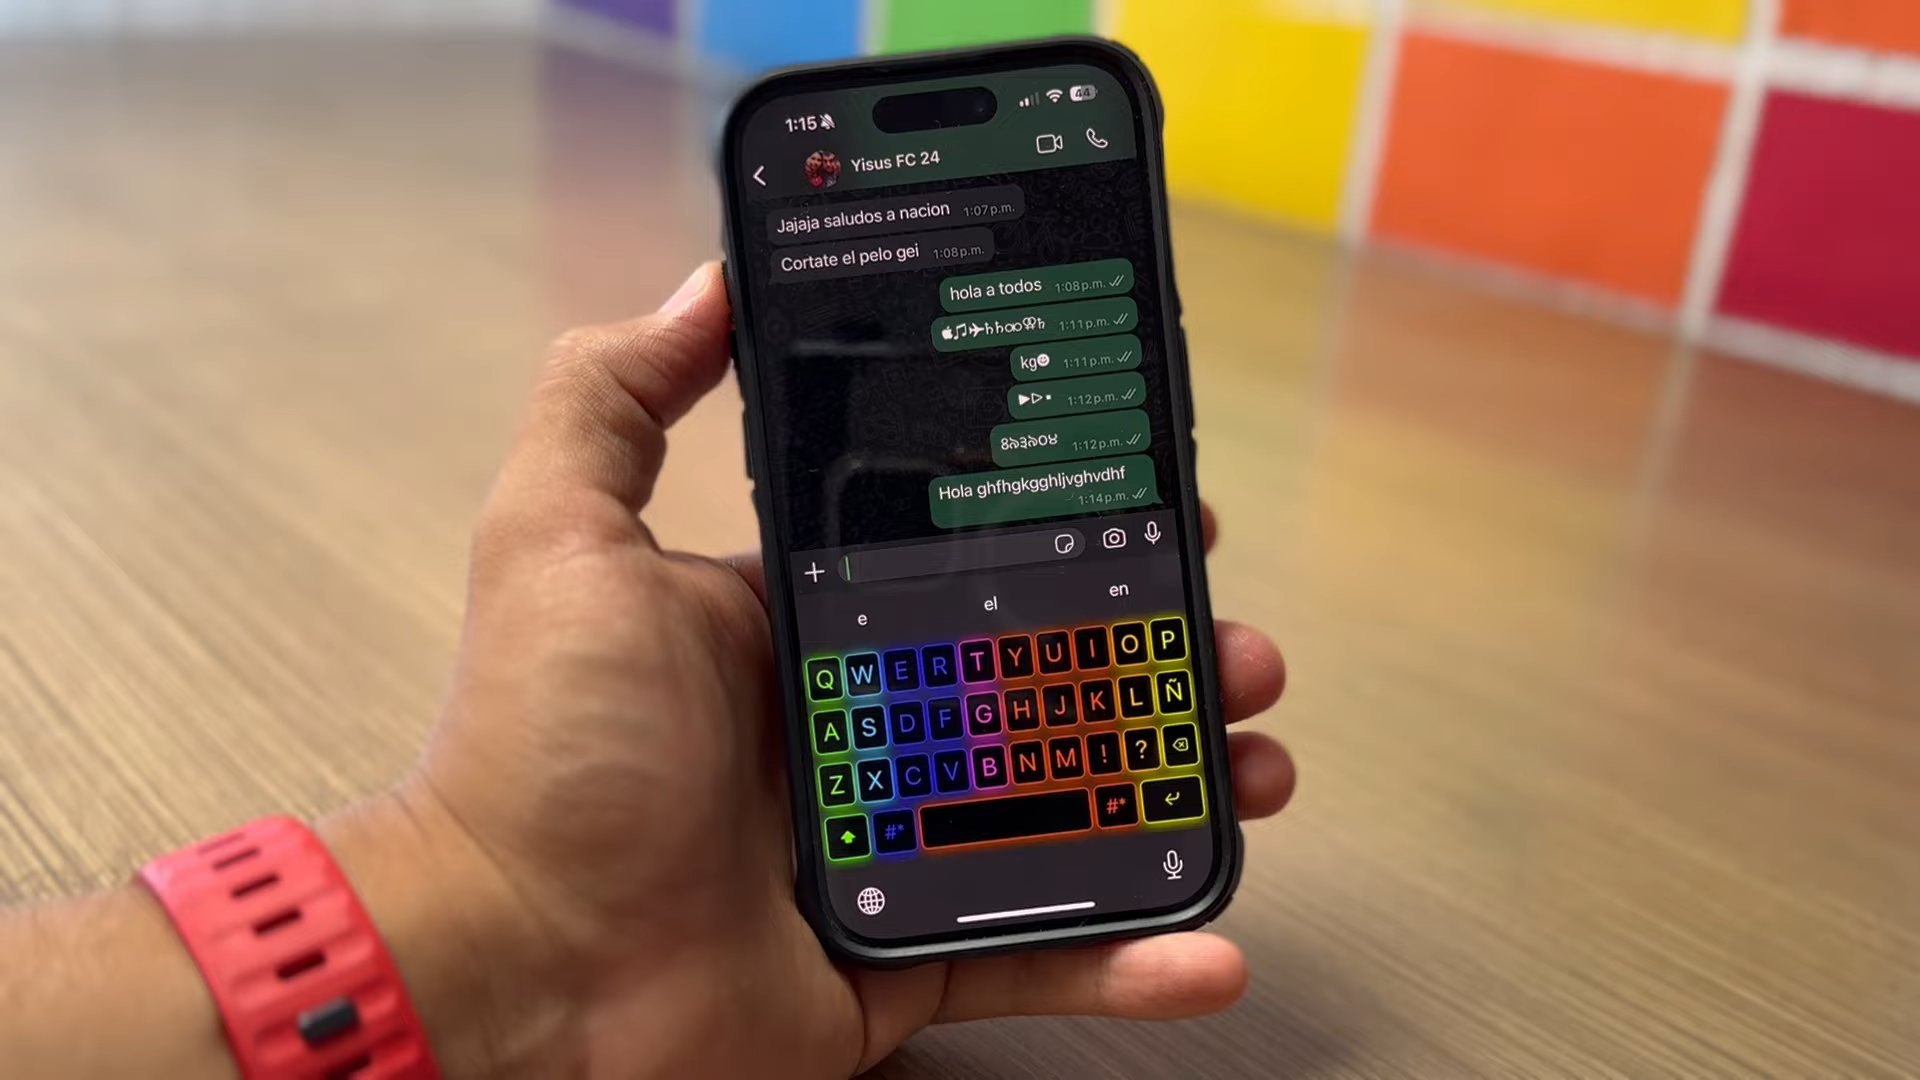 1:15
44
Yisus FC 24
Jajaja saludos a nacion 1:07 p.m.
Cortate el pelo gei 1:08 p.m.
hola a todos 1:08 p.m.
1:11 p.m.
kg☻ 1:11 p.m.
▶▷▪ 1:12 p.m.
1:12 p.m.
Hola ghfhgkgghljvghvdhf
1:14 p.m.
e el en
Q W E R T Y U I O P
A S D F G H J K L Ñ
Z X C V B N M ! ?
#* #*